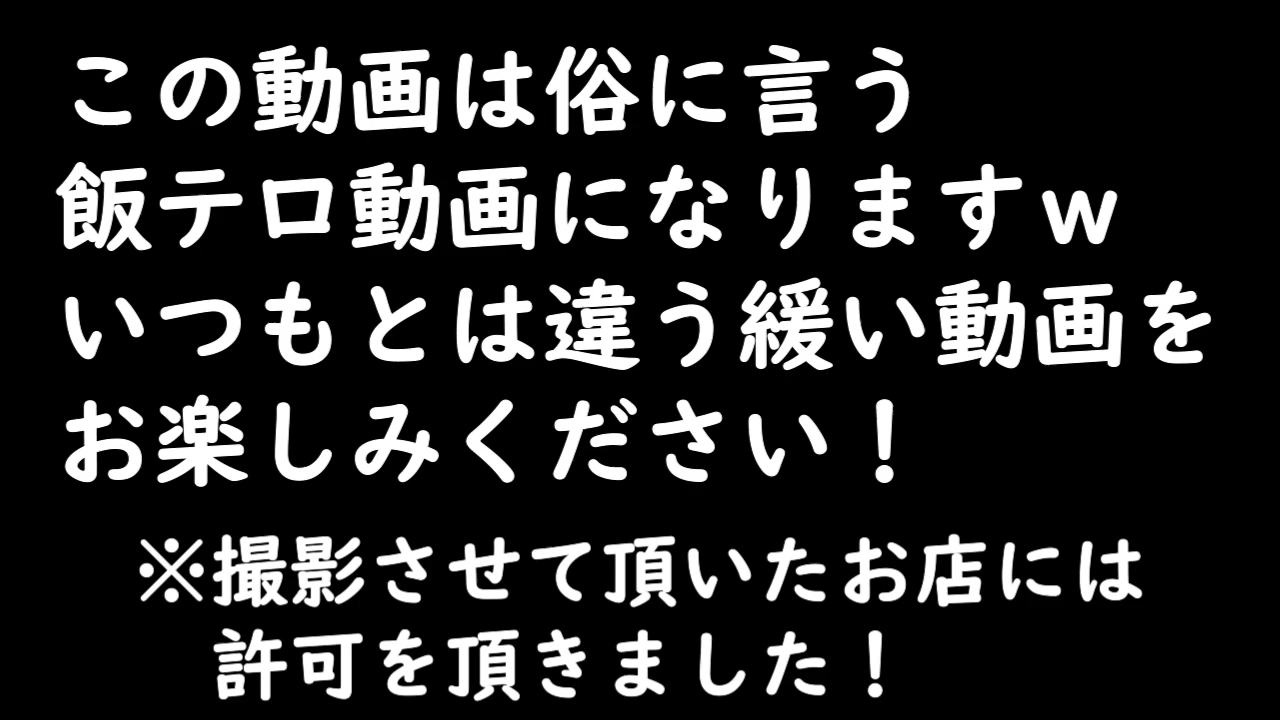 この動画は俗に言う
飯テロ動画になりますｗ
いつもとは違う緩い動画を
お楽しみください！
※撮影させて頂いたお店には
許可を頂きました！